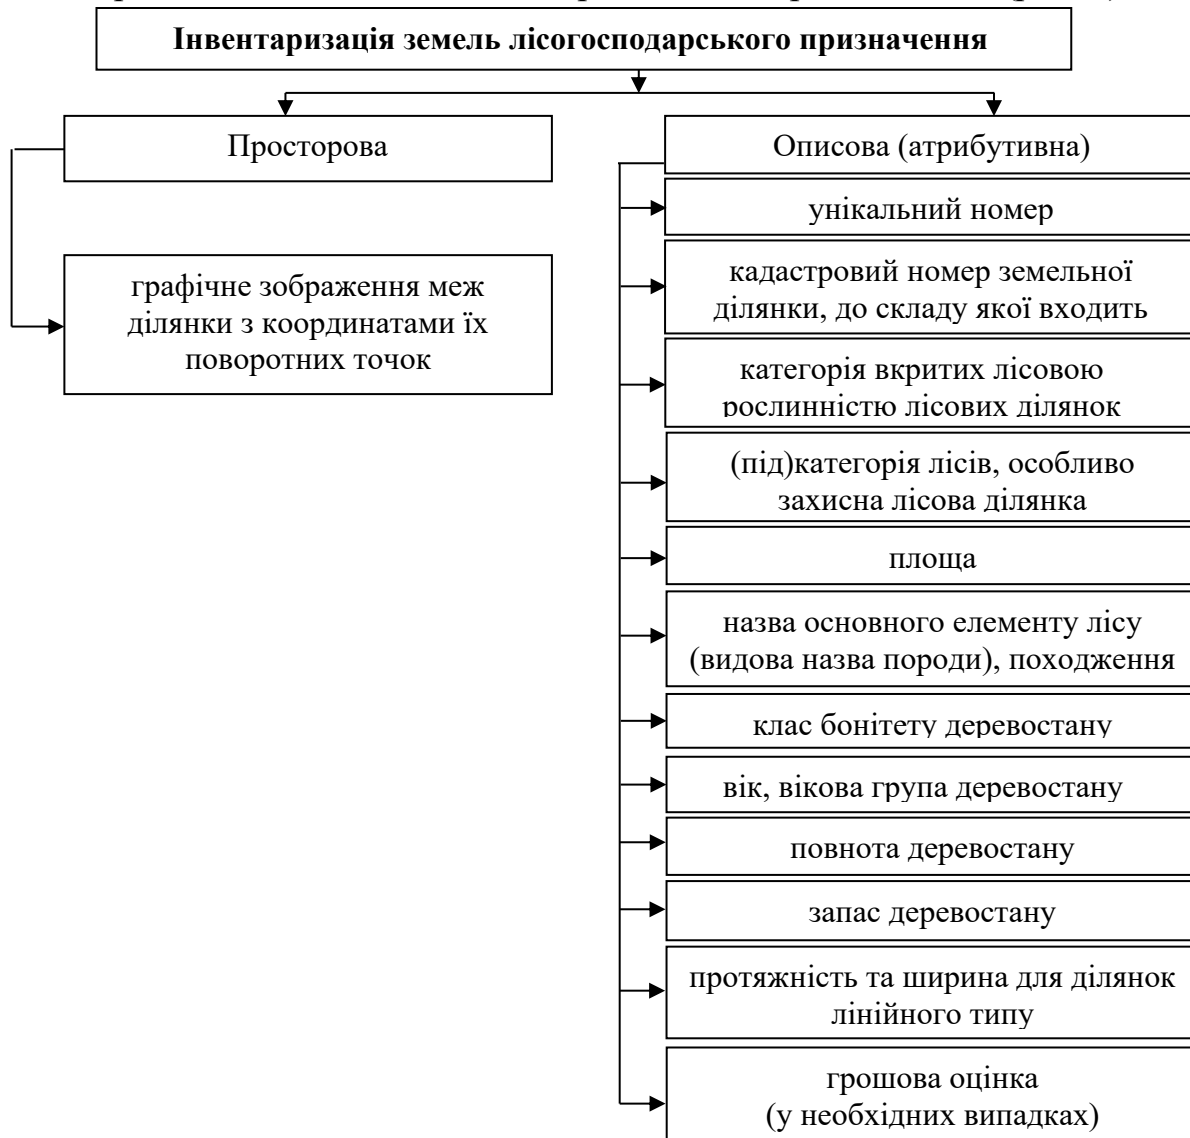 Інвентаризація земель лісогосподарського призначення
Просторова
графічне зображення меж
ділянки з координатами їх
поворотних точок
Описова (атрибутивна)
унікальний номер
кадастровий номер земельної
ділянки, до складу якої входить
категорія вкритих лісовою
рослинністю лісових ділянок
(під)категорія лісів, особливо
захисна лісова ділянка
площа
назва основного елементу лісу
(видова назва породи), походження
клас бонітету деревостану
вік, вікова група деревостану
повнота деревостану
запас деревостану
протяжність та ширина для ділянок
лінійного типу
грошова оцінка
(у необхідних випадках)